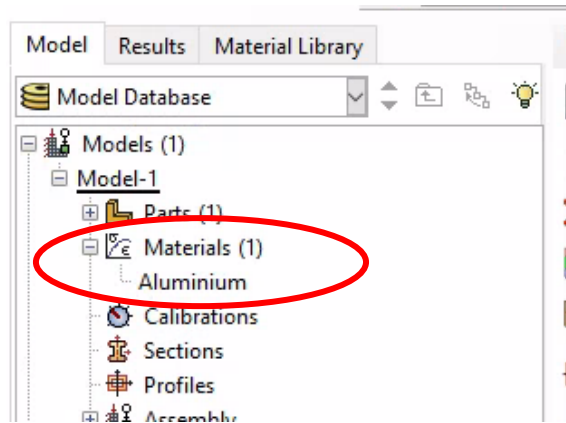 Model Results Material Library
Model Database
Models (1)
Model-1
Parts (1)
Materials (1)
Aluminium
Calibrations
Sections
Profiles
Assembly